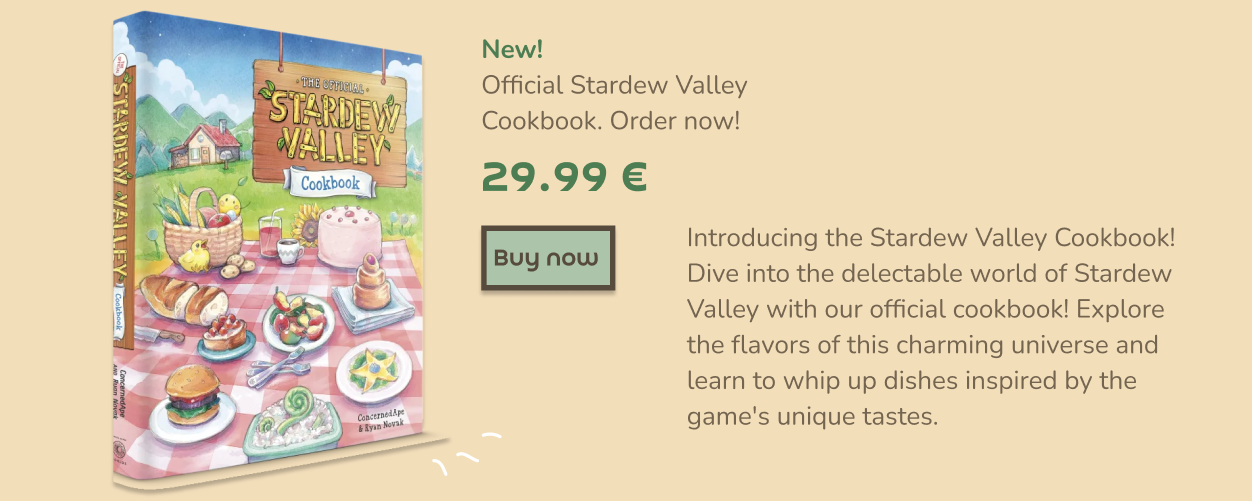 THE OFFICIAL
STARDEW
VALLEY
Cookbook
STARDEW VALLEY
Cookbook
ConcernedApe
AND Ryan Novak
ConcernedApe
& Ryan Novak
New!
Official Stardew Valley
Cookbook. Order now!
29.99 €
Buy now
Introducing the Stardew Valley Cookbook!
Dive into the delectable world of Stardew
Valley with our official cookbook! Explore
the flavors of this charming universe and
learn to whip up dishes inspired by the
game's unique tastes.